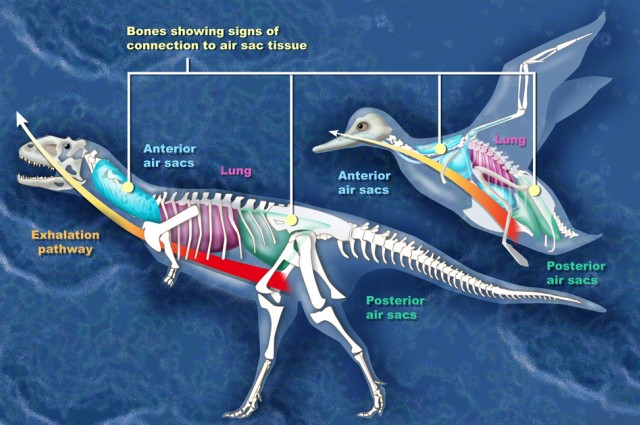 Bones showing signs of
connection to air sac tissue
Anterior
air sacs
Lung
Exhalation
pathway
Posterior
air sacs
Lung
Anterior
air sacs
Posterior
air sacs